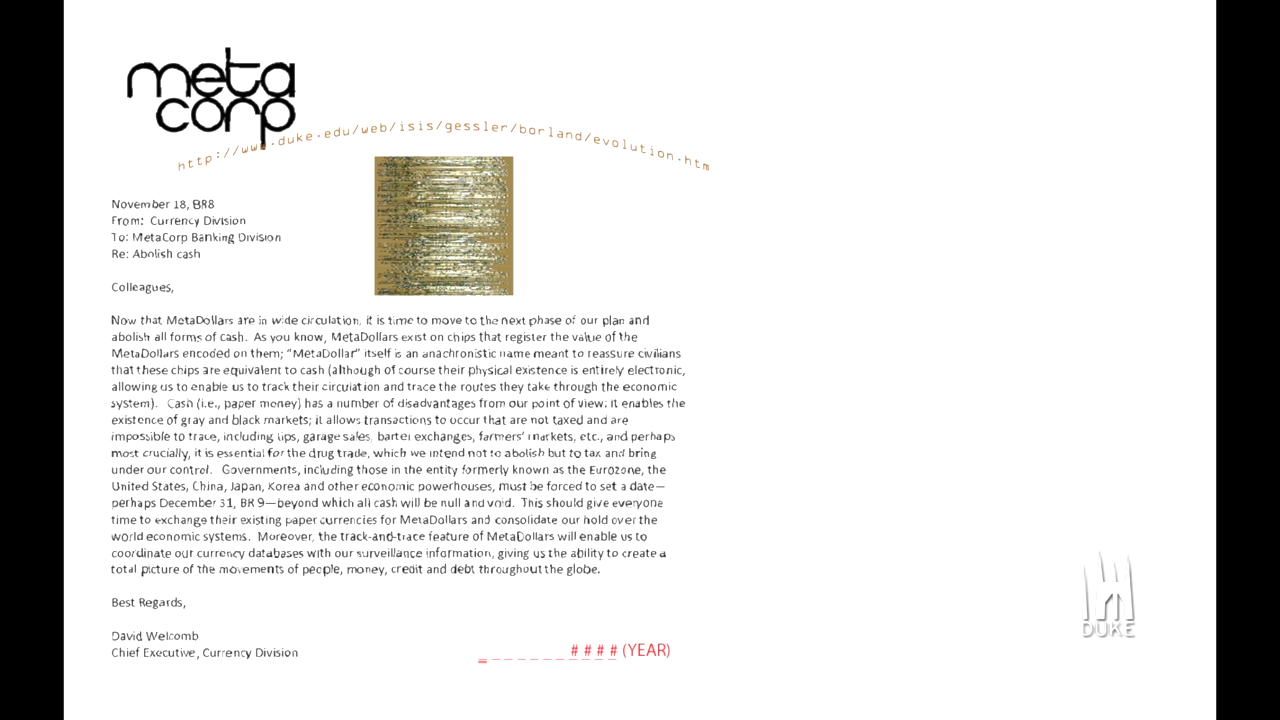 meta
corp
http://www.duke.edu/web/isis/gessler/borland/evolution.htm
November 18, BR8
From: Currency Division
To: MetaCorp Banking Division
Re: Abolish cash
Colleagues,
Now that MetaDollars are in wide circulation, it is time to move to the next phase of our plan and
abolish all forms of cash. As you know, MetaDollars exist on chips that register the value of the
MetaDollars encoded on them; “MetaDollar” itself is an anachronistic name meant to reassure civilians
that these chips are equivalent to cash (although of course their physical existence is entirely electronic,
allowing us to enable us to track their circulation and trace the routes they take through the economic
system). Cash (i.e., paper money) has a number of disadvantages from our point of view: it enables the
existence of gray and black markets; it allows transactions to occur that are not taxed and are
impossible to trace, including tips, garage sales, barter exchanges, farmers’ markets, etc., and perhaps
most crucially, it is essential for the drug trade, which we intend not to abolish but to tax and bring
under our control. Governments, including those in the entity formerly known as the Eurozone, the
United States, China, Japan, Korea and other economic powerhouses, must be forced to set a date—
perhaps December 31, BR 9—beyond which all cash will be null and void. This should give everyone
time to exchange their existing paper currencies for MetaDollars and consolidate our hold over the
world economic systems. Moreover, the track-and-trace feature of MetaDollars will enable us to
coordinate our currency databases with our surveillance information, giving us the ability to create a
total picture of the movements of people, money, credit and debt throughout the globe.
Best Regards,
David Welcomb
Chief Executive, Currency Division
_ _ _ _ _ _ _ _ _ _ _ # # # # (YEAR)
DUKE